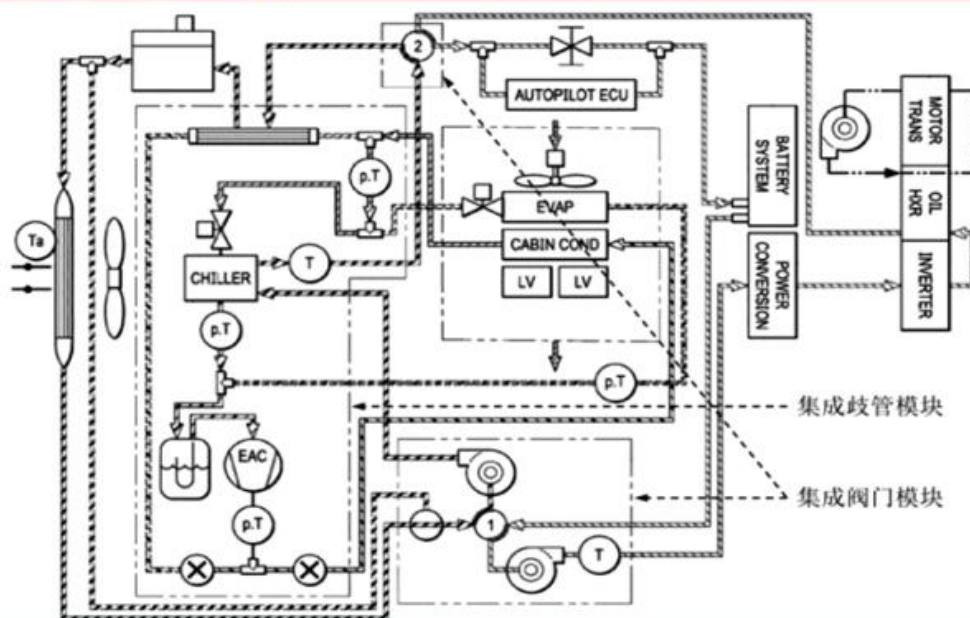 2
AUTOPILOT ECU
p.T
EVAP
CABIN COND
LV
LV
BATTERY
SYSTEM
POWER
CONVERSION
MOTOR
TRANS
OIL
HXR
INVERTER
Ta
T
CHILLER
p.T
p.T
集成歧管模块
EAC
p.T
集成阀门模块
1
T